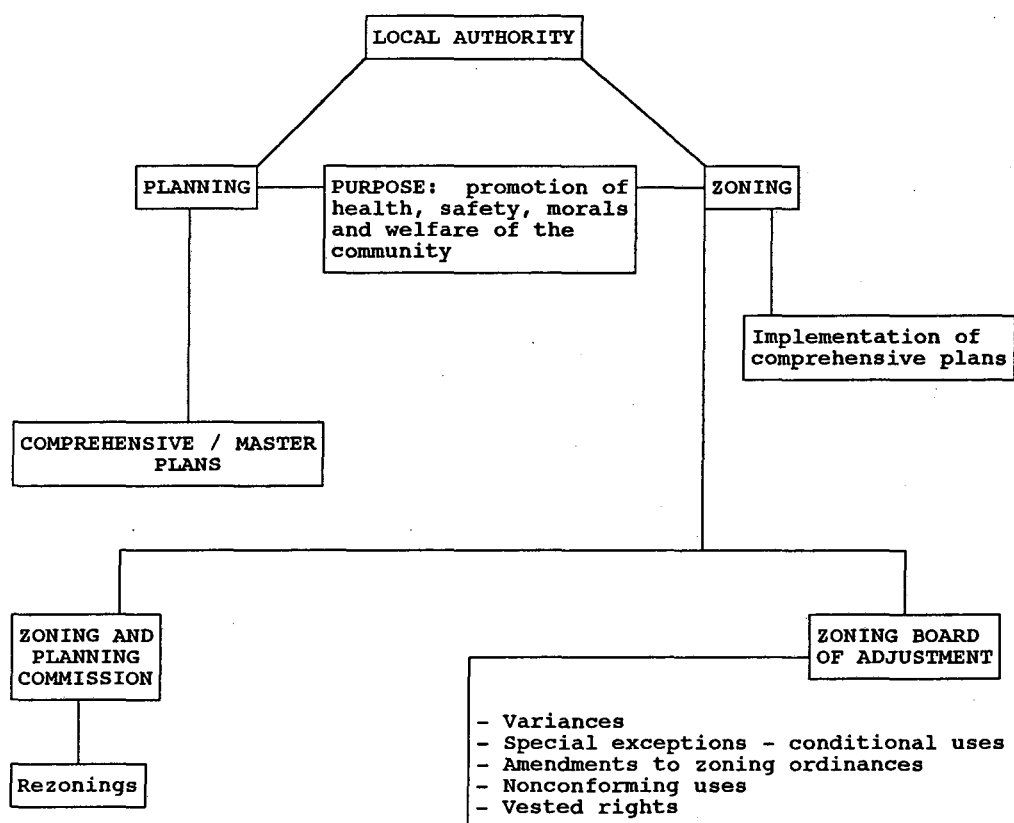 LOCAL AUTHORITY
PLANNING
PURPOSE: promotion of
health, safety, morals
and welfare of the
community
ZONING
Implementation of
comprehensive plans
COMPREHENSIVE / MASTER
PLANS
ZONING AND
PLANNING
COMMISSION
ZONING BOARD
OF ADJUSTMENT
Rezonings
- Variances
- Special exceptions - conditional uses
- Amendments to zoning ordinances
- Nonconforming uses
- Vested rights